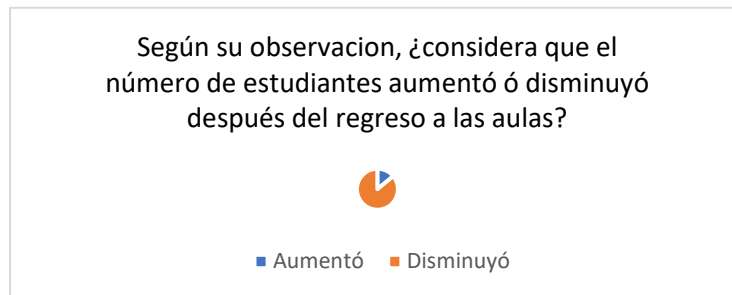 Según su observacion, ¿considera que el
número de estudiantes aumentó ó disminuyó
después del regreso a las aulas?
Aumentó Disminuyó